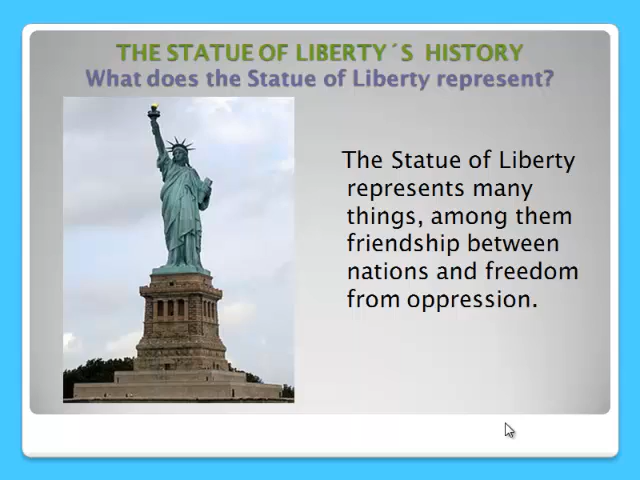 THE STATUE OF LIBERTY´S HISTORY
What does the Statue of Liberty represent?
The Statue of Liberty
represents many
things, among them
friendship between
nations and freedom
from oppression.